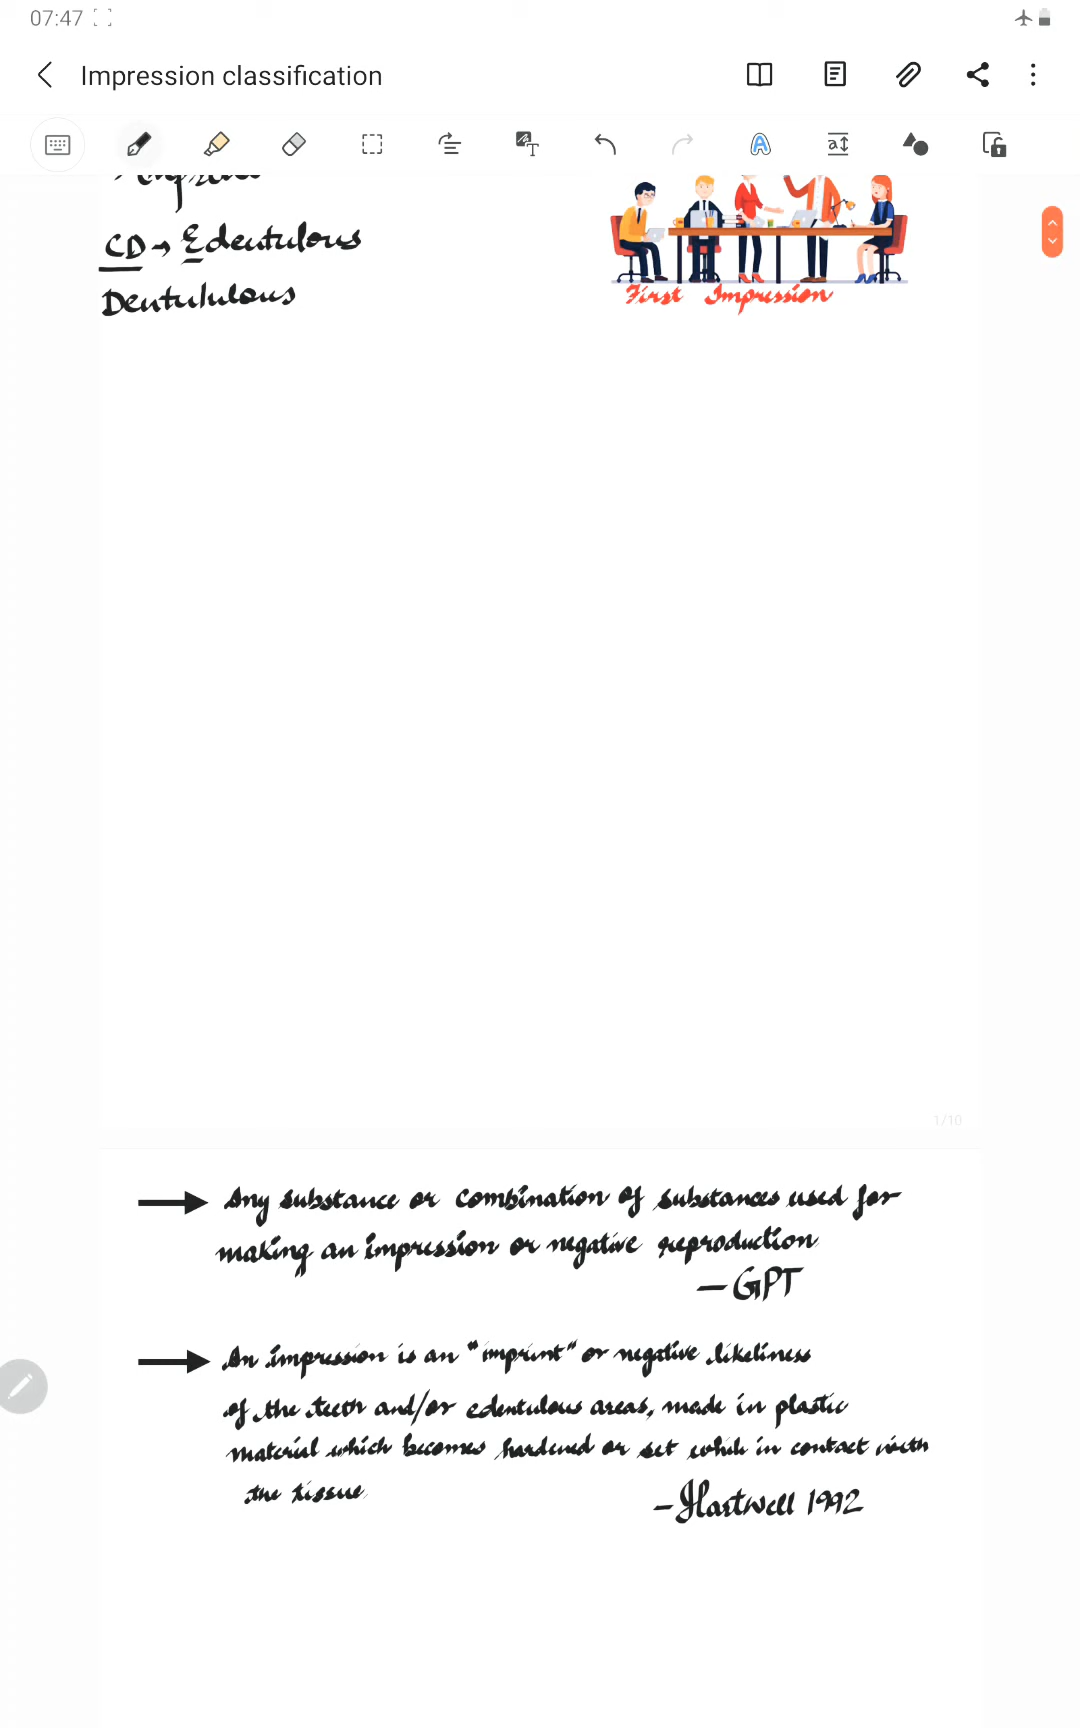 07:47
Impression classification
CD → Edentulous
Dentululous
First Impression
1/10
Any substance or combination of substances used for
making an impression or negative reproduction
— GPT
An impression is an "imprint" or negative likeliness
of the teeth and/or edentulous areas, made in plastic
material which becomes hardened or set while in contact with
the tissue
- Hartwell 1992